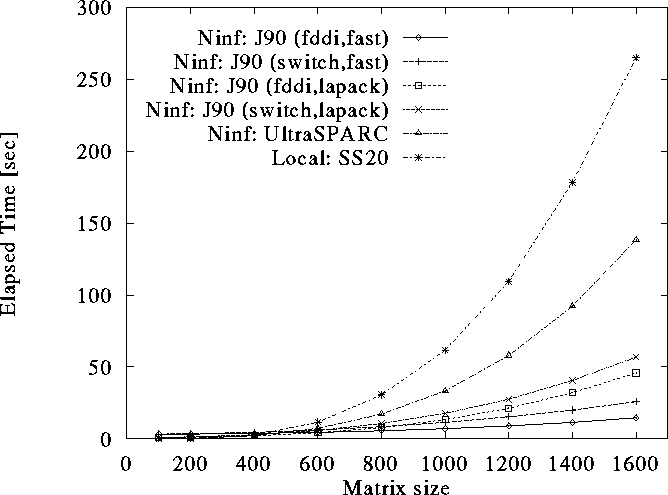 300
250
200
150
100
50
0
Elapsed Time [sec]
Ninf: J90 (fddi,fast)
Ninf: J90 (switch,fast)
Ninf: J90 (fddi,lapack)
Ninf: J90 (switch,lapack)
Ninf: UltraSPARC
Local: SS20
0 200 400 600 800 1000 1200 1400 1600
Matrix size